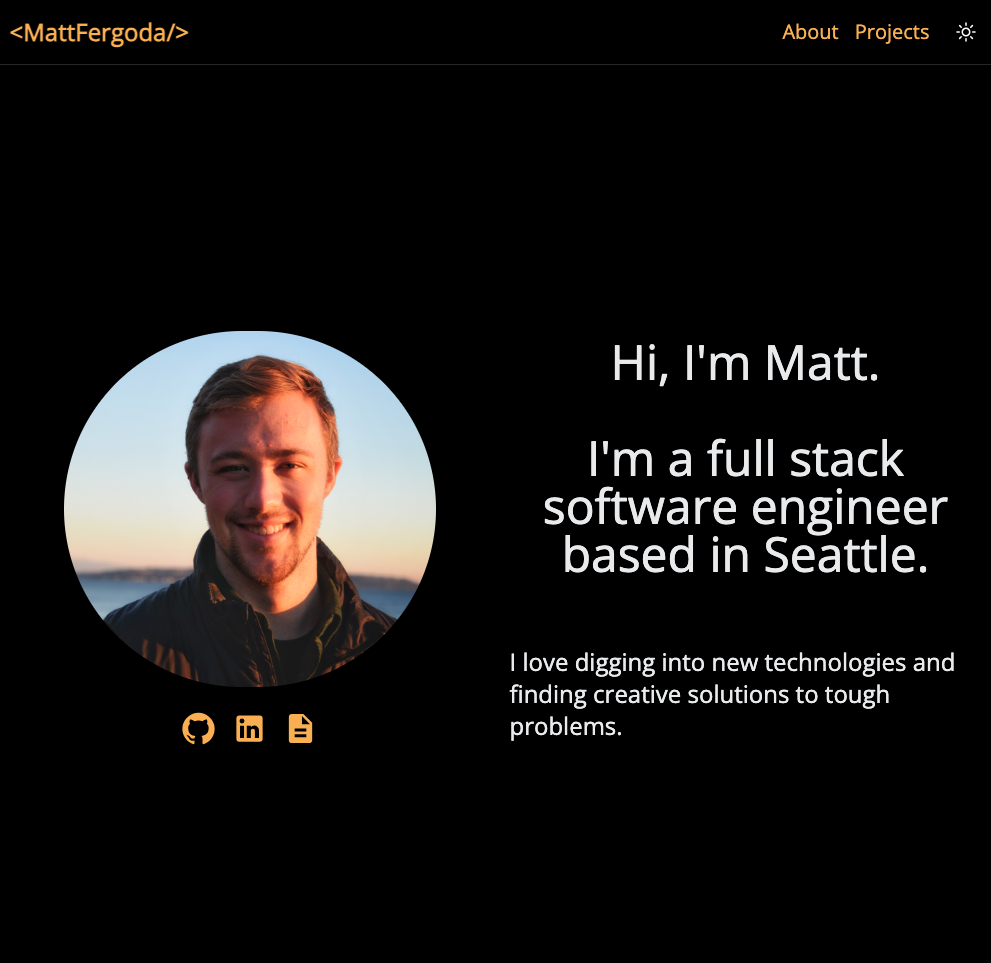 <MattFergoda/>
About Projects
Hi, I'm Matt.
I'm a full stack
software engineer
based in Seattle.
I love digging into new technologies and
finding creative solutions to tough
problems.
in